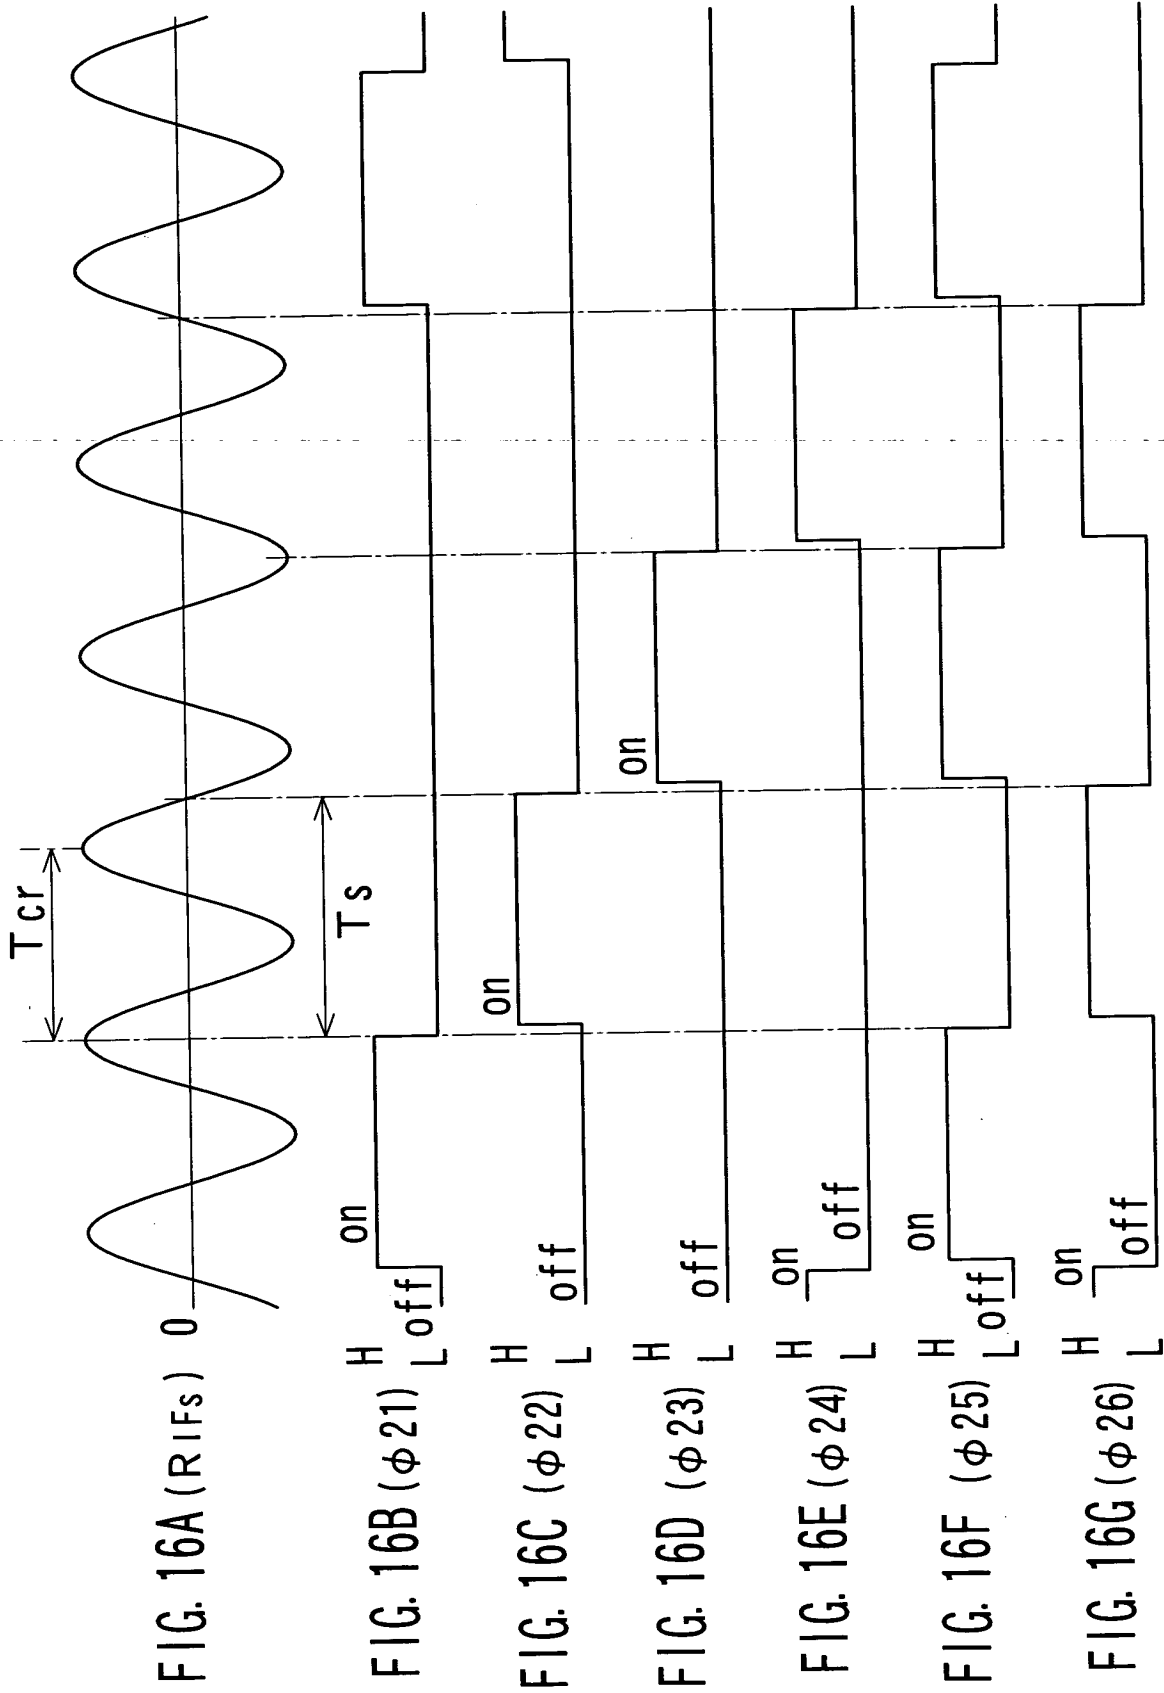 Tcr
FIG. 16A (RIFs) 0
Ts
FIG. 16B (φ21) H L off on
FIG. 16C (φ22) H L off on
FIG. 16D (φ23) H L off on
FIG. 16E (φ24) H L on off
FIG. 16F (φ25) H L off on
FIG. 16G (φ26) H L on off